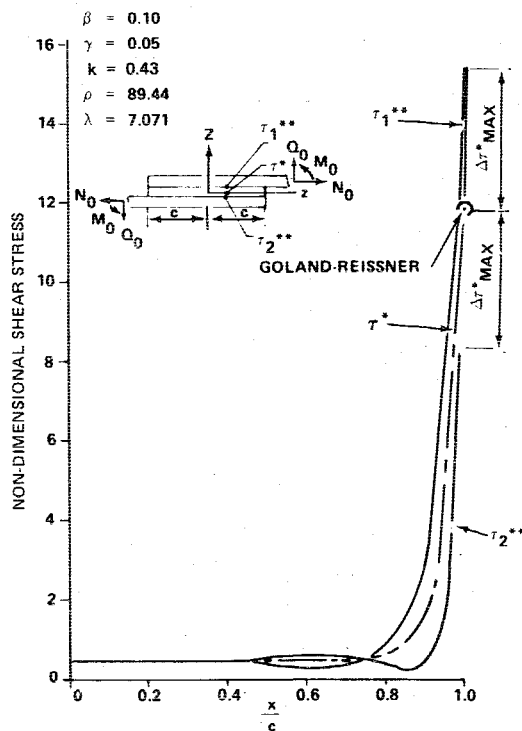 β = 0.10
γ = 0.05
k = 0.43
ρ = 89.44
λ = 7.071
16
14
12
10
8
6
4
2
0
NON-DIMENSIONAL SHEAR STRESS
0
0.2
0.4
0.6
0.8
1.0
x/c
Z
τ1**
τ*
Q0
M0
N0
z
N0
M0
Q0
c
c
τ2**
τ1**
Δτ*MAX
GOLAND-REISSNER
Δτ*MAX
τ*
τ2**